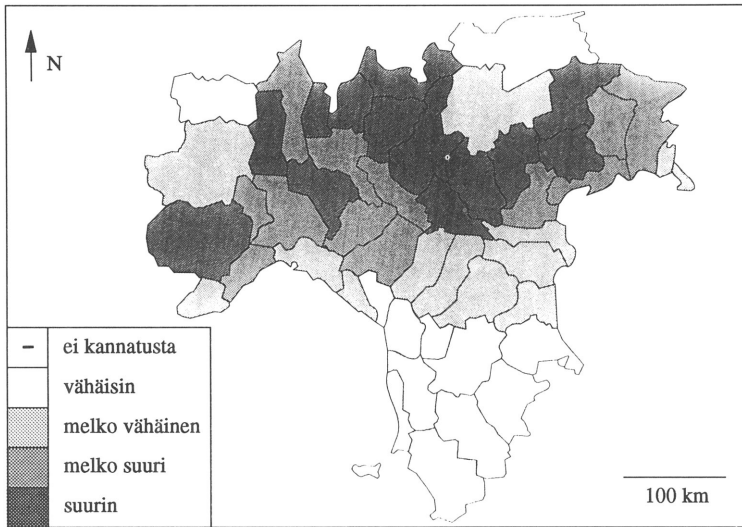 N
– ei kannatusta
vähäisin
melko vähäinen
melko suuri
suurin
100 km